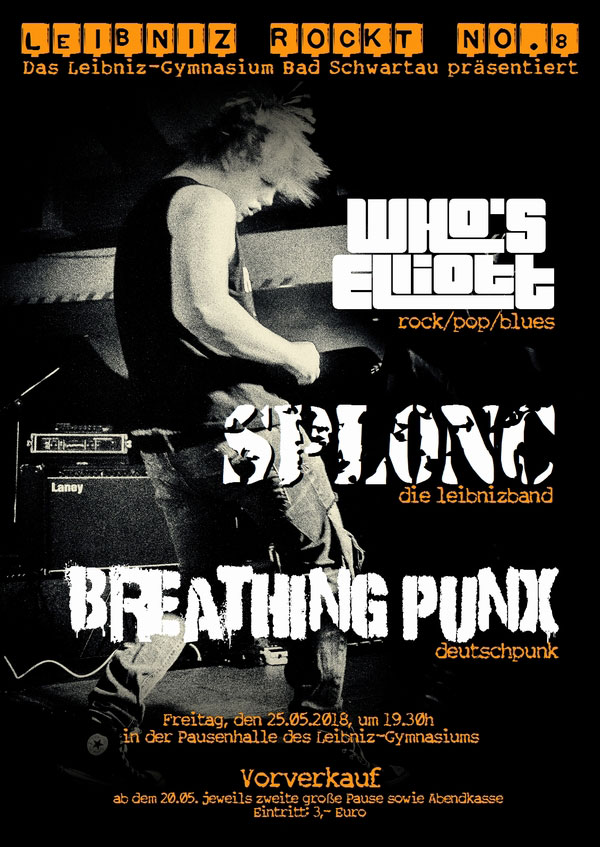 LEIBNIZ ROCKT NO.8
Das Leibniz-Gymnasium Bad Schwartau präsentiert
WHO'S
ELLIOTT
rock/pop/blues
SPLONC
die leibnizband
Laney
BREATHING PUNX
deutschpunk
Freitag, den 25.05.2018, um 19.30h
in der Pausenhalle des Leibniz-Gymnasiums
Vorverkauf
ab dem 20.05. jeweils zweite große Pause sowie Abendkasse
Eintritt: 3,- Euro